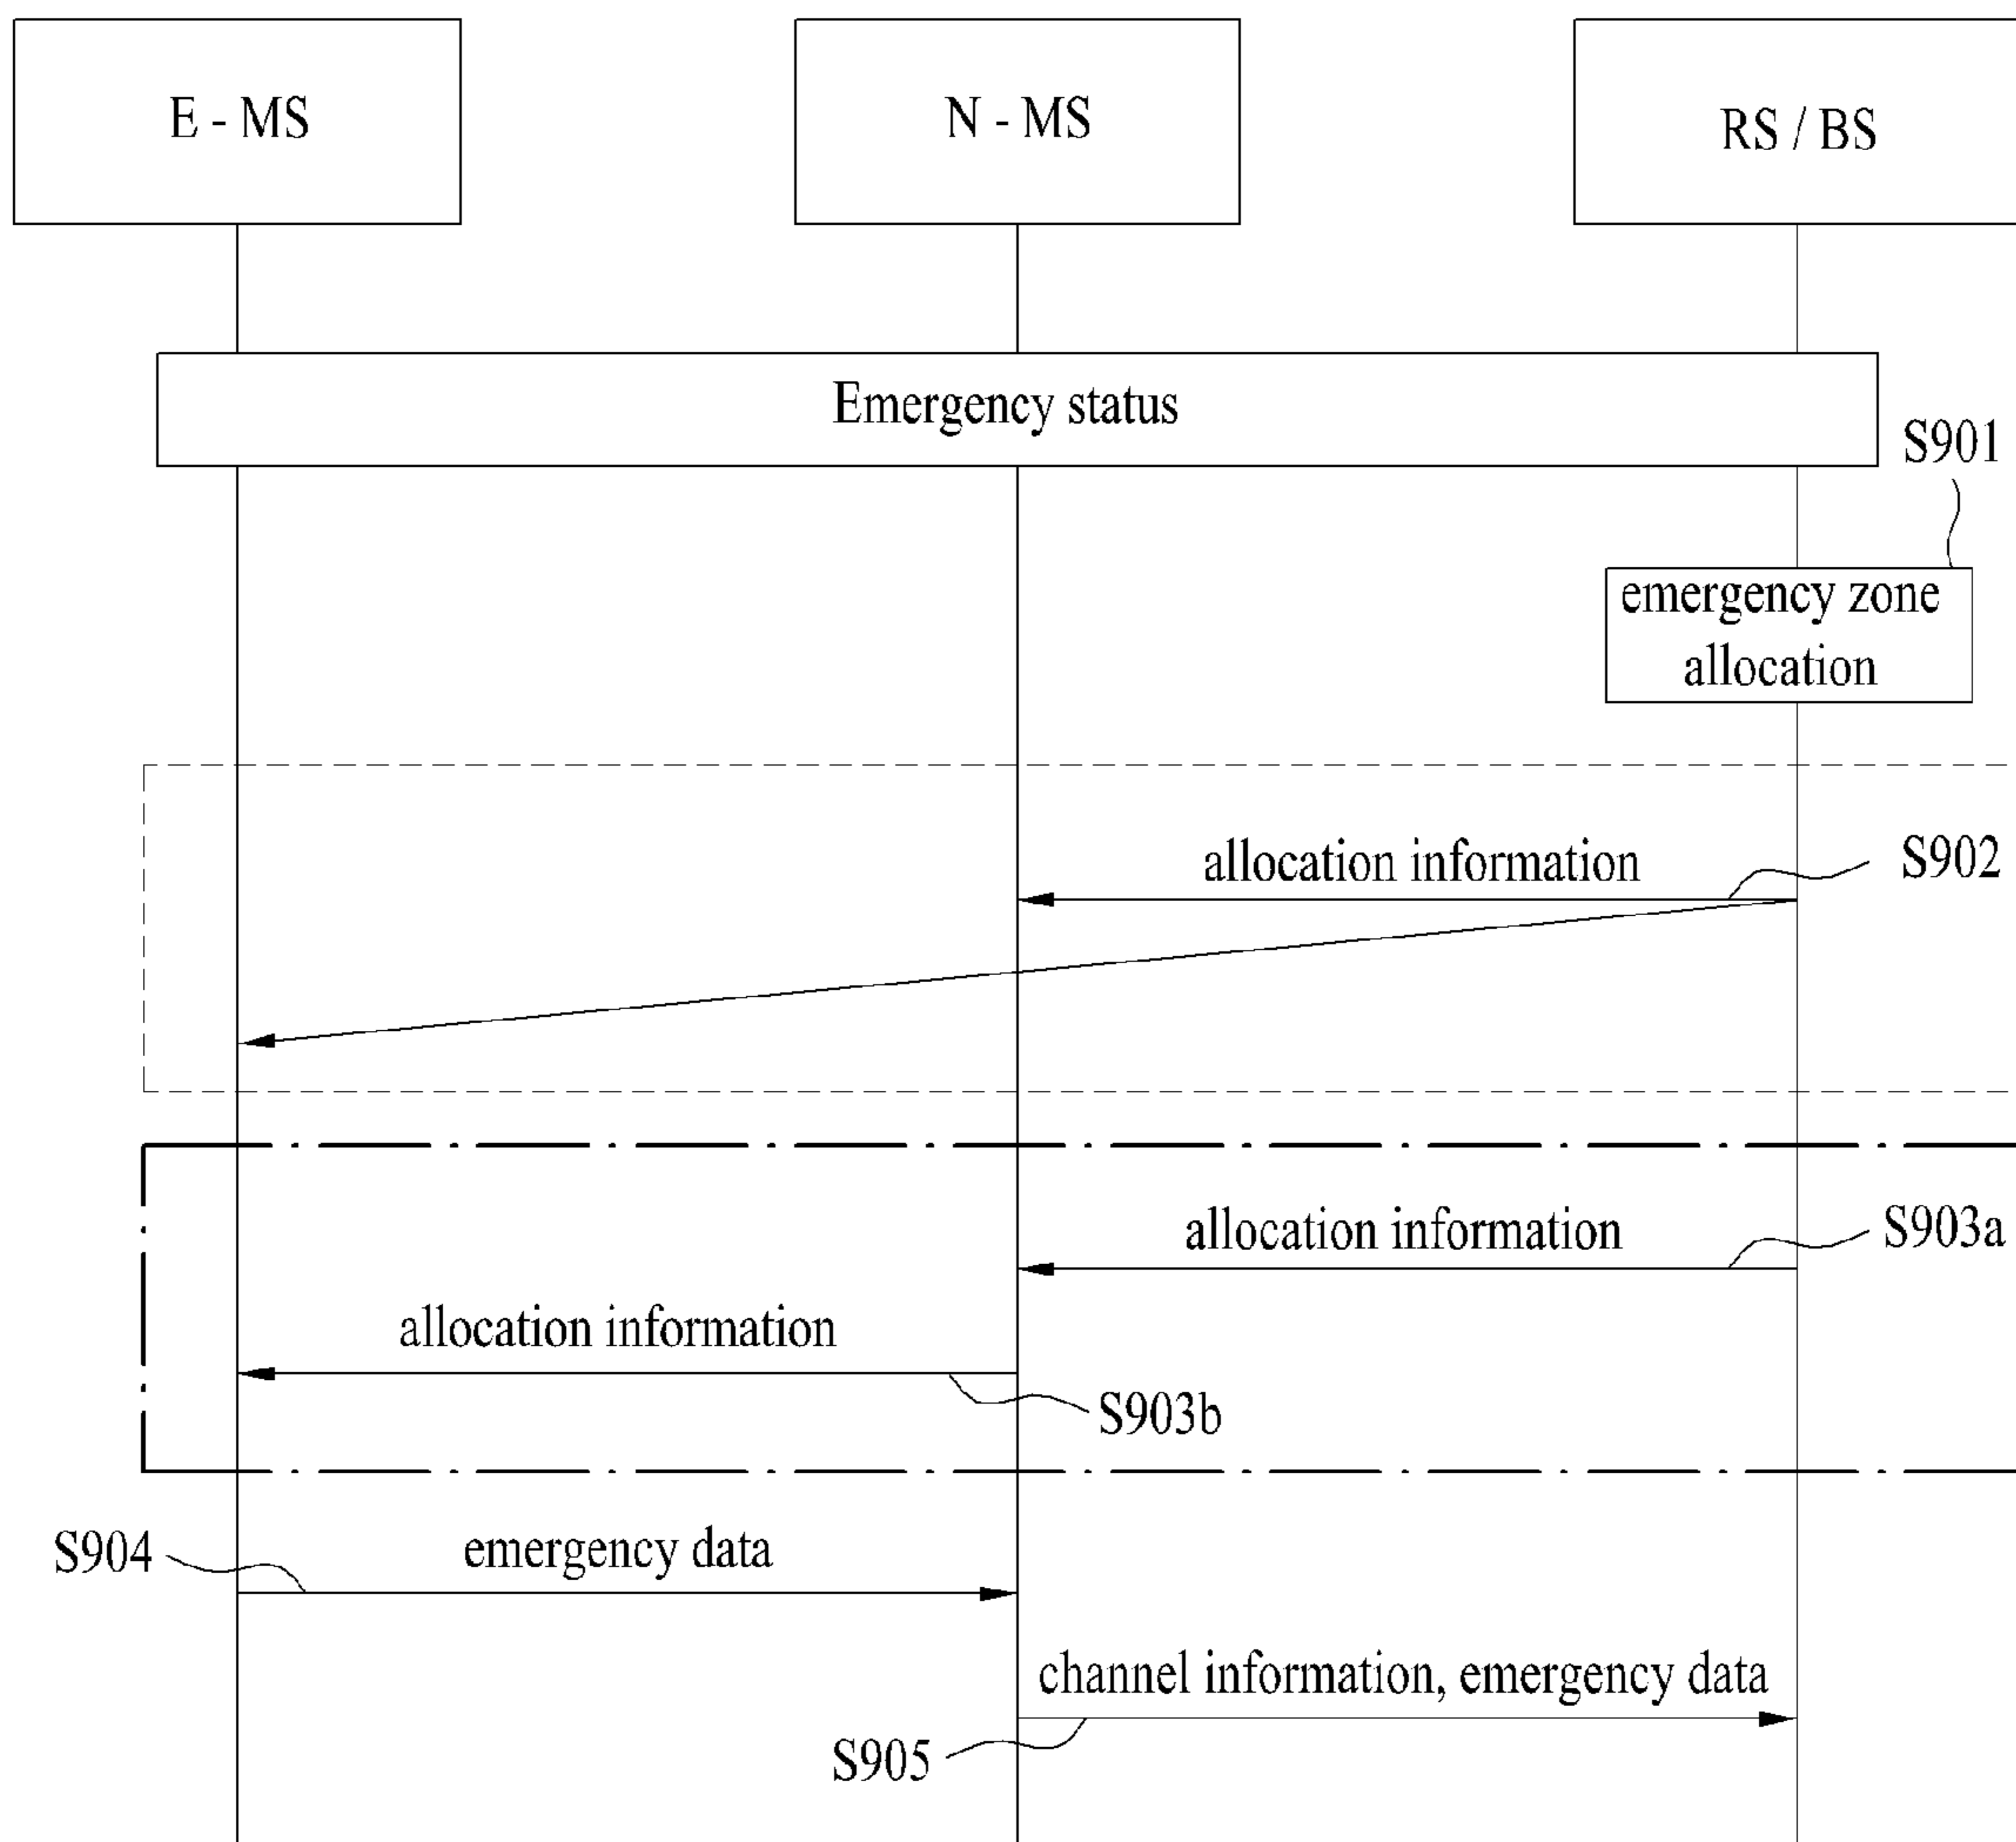 E - MS
N - MS
RS / BS
Emergency status
S901
emergency zone
allocation
allocation information
S902
allocation information
S903a
allocation information
S903b
S904
emergency data
channel information, emergency data
S905